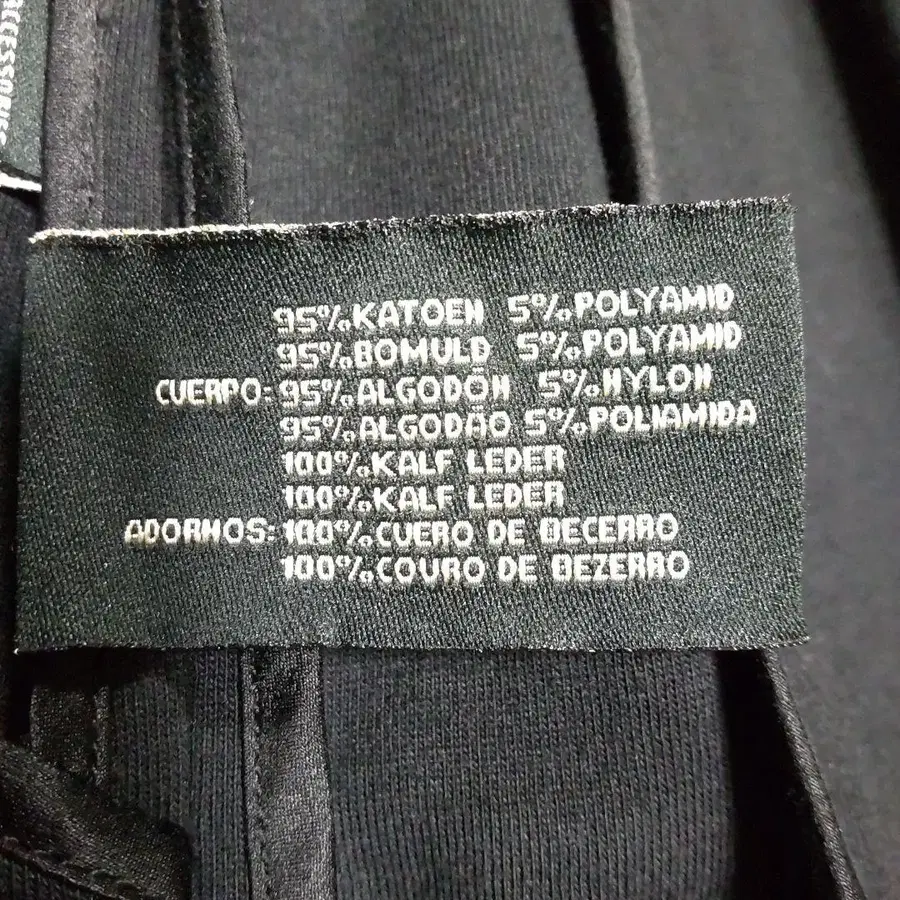 95%KATOEN 5%POLYAMID
95%BOMULD 5%POLYAMID
CUERPO: 95%ALGODÓN 5%NYLON
95%ALGODÃO 5%POLIAMIDA
100%KALF LEDER
100%KALF LEDER
ADORNOS: 100%CUERO DE BECERRO
100%COURO DE BEZERRO